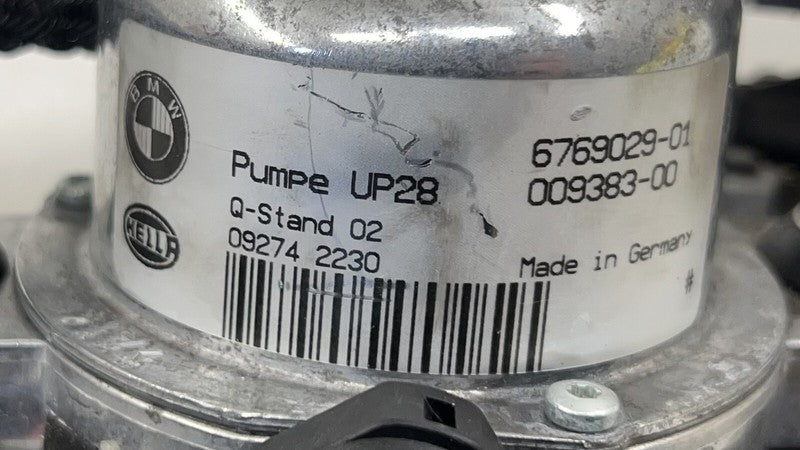 BMW
HELLA
Pumpe UP28
Q-Stand 02
09274 2230
6769029-01
009383-00
Made in Germany
#